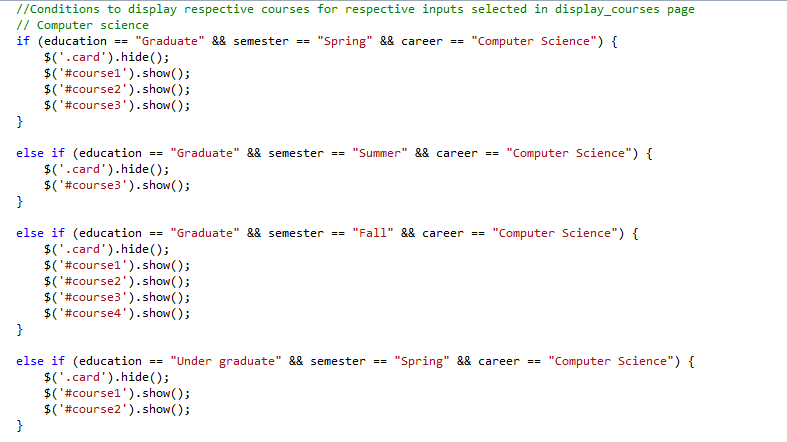 //Conditions to display respective courses for respective inputs selected in display_courses page
// Computer science
if (education == "Graduate" && semester == "Spring" && career == "Computer Science") {
    $('.card').hide();
    $('#course1').show();
    $('#course2').show();
    $('#course3').show();
}

else if (education == "Graduate" && semester == "Summer" && career == "Computer Science") {
    $('.card').hide();
    $('#course3').show();
}

else if (education == "Graduate" && semester == "Fall" && career == "Computer Science") {
    $('.card').hide();
    $('#course1').show();
    $('#course2').show();
    $('#course3').show();
    $('#course4').show();
}

else if (education == "Under graduate" && semester == "Spring" && career == "Computer Science") {
    $('.card').hide();
    $('#course1').show();
    $('#course2').show();
}